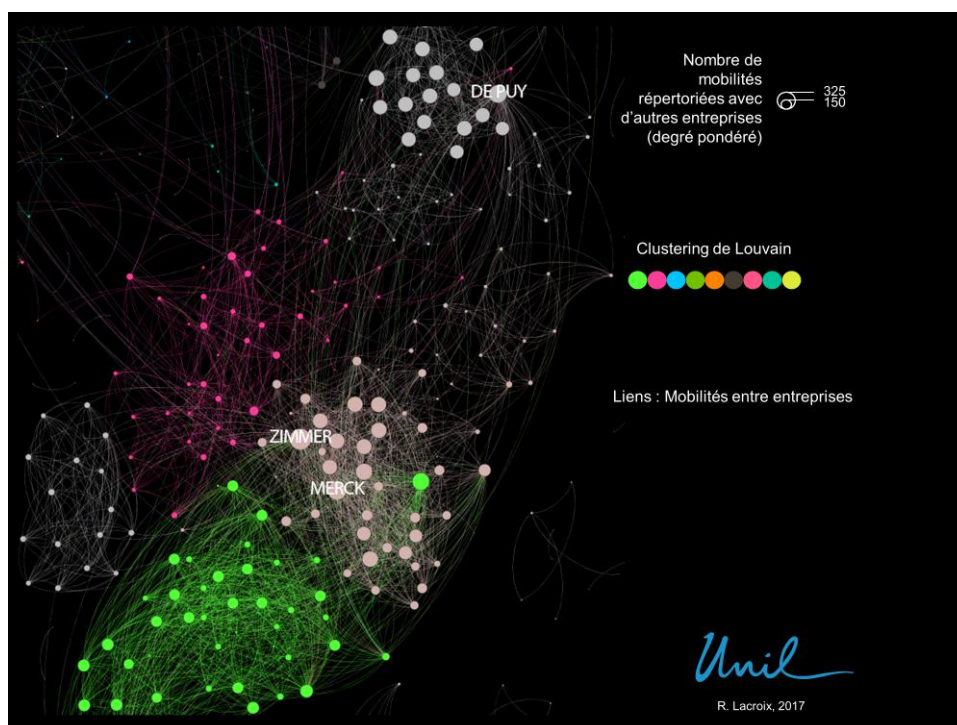 Nombre de
mobilités
répertoriées avec
d'autres entreprises
(degré pondéré)
325
150
DE PUY
Clustering de Louvain
Liens : Mobilités entre entreprises
ZIMMER
MERCK
Unil
R. Lacroix, 2017